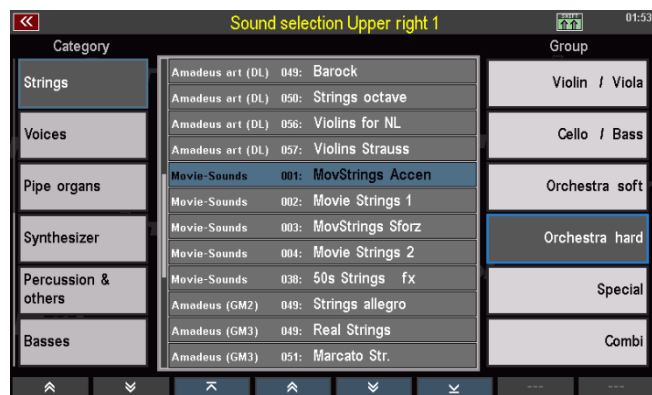 Sound selection Upper right 1
SHIFT
01:53
Category
Group
Strings
Voices
Pipe organs
Synthesizer
Percussion &
others
Basses
Amadeus art (DL) 049: Barock
Amadeus art (DL) 050: Strings octave
Amadeus art (DL) 056: Violins for NL
Amadeus art (DL) 057: Violins Strauss
Movie-Sounds 001: MovStrings Accen
Movie-Sounds 002: Movie Strings 1
Movie-Sounds 003: MovStrings Sforz
Movie-Sounds 004: Movie Strings 2
Movie-Sounds 038: 50s Strings fx
Amadeus (GM2) 049: Strings allegro
Amadeus (GM3) 049: Real Strings
Amadeus (GM3) 051: Marcato Str.
Violin / Viola
Cello / Bass
Orchestra soft
Orchestra hard
Special
Combi
--- ---